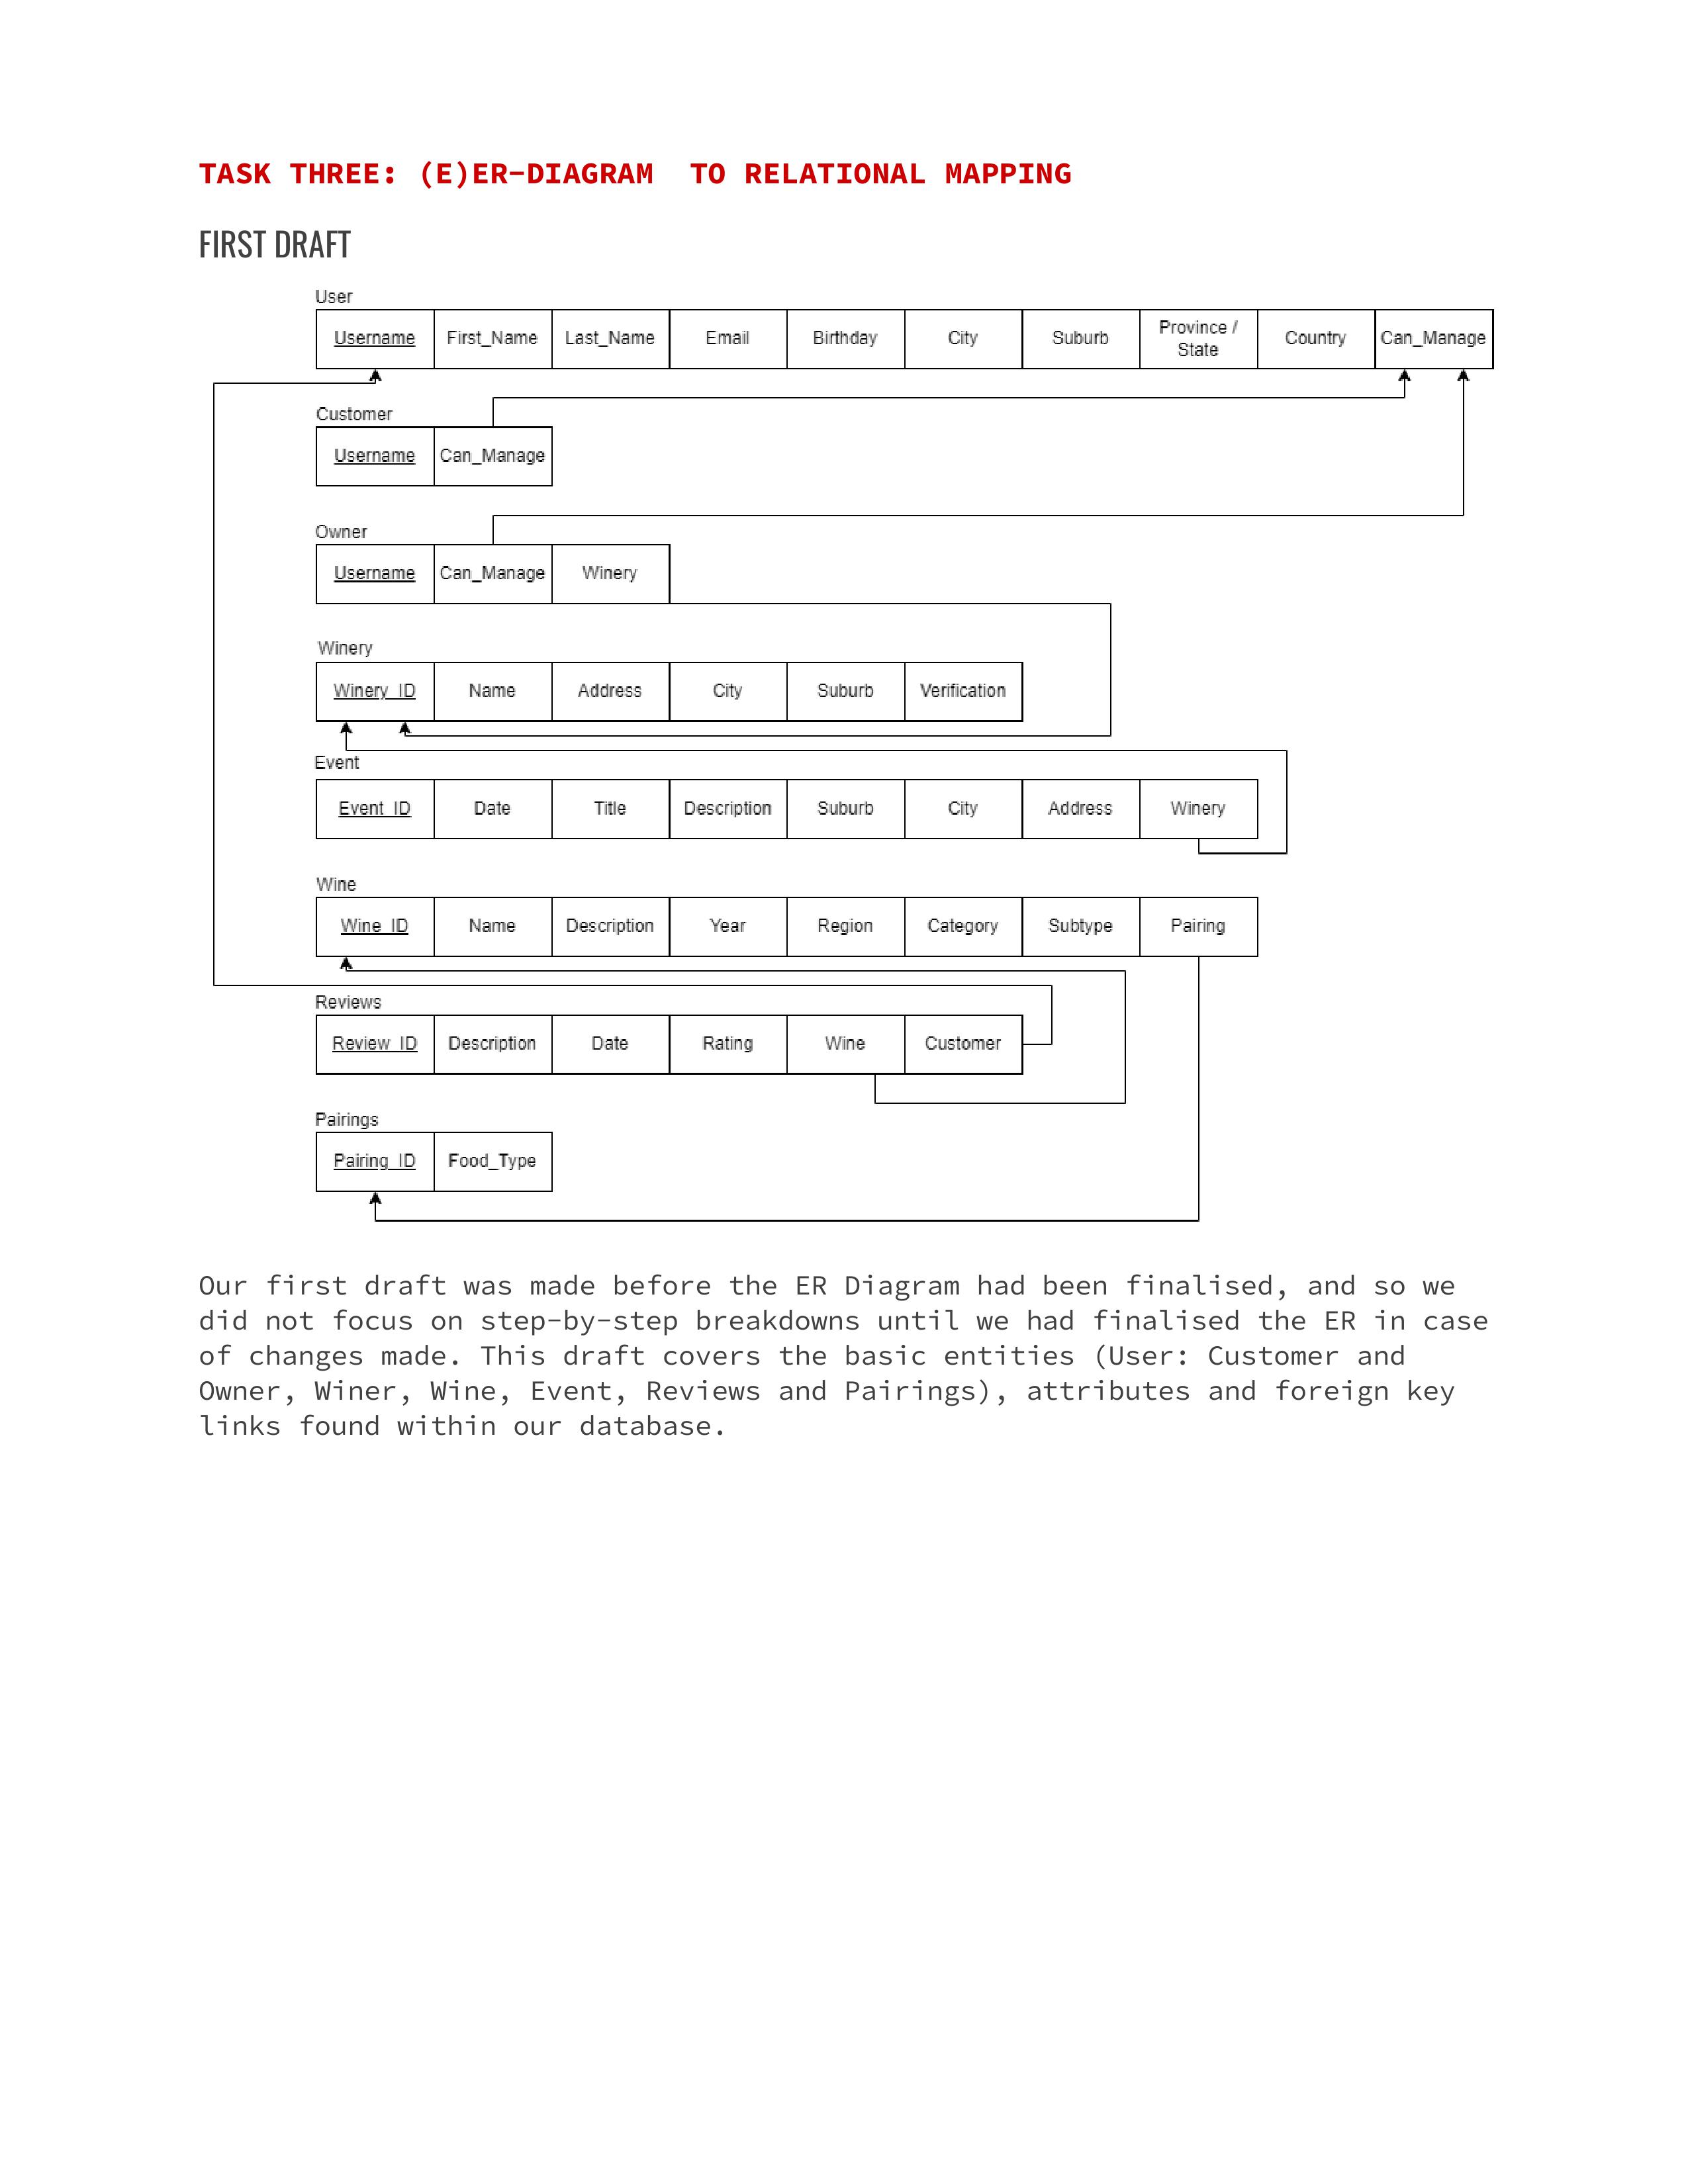 TASK THREE: (E)ER-DIAGRAM TO RELATIONAL MAPPING
FIRST DRAFT
User
Username First_Name Last_Name Email Birthday City Suburb Province / State Country Can_Manage
Customer
Username Can_Manage
Owner
Username Can_Manage Winery
Winery
Winery_ID Name Address City Suburb Verification
Event
Event_ID Date Title Description Suburb City Address Winery
Wine
Wine_ID Name Description Year Region Category Subtype Pairing
Reviews
Review_ID Description Date Rating Wine Customer
Pairings
Pairing_ID Food_Type
Our first draft was made before the ER Diagram had been finalised, and so we
did not focus on step-by-step breakdowns until we had finalised the ER in case
of changes made. This draft covers the basic entities (User: Customer and
Owner, Winer, Wine, Event, Reviews and Pairings), attributes and foreign key
links found within our database.